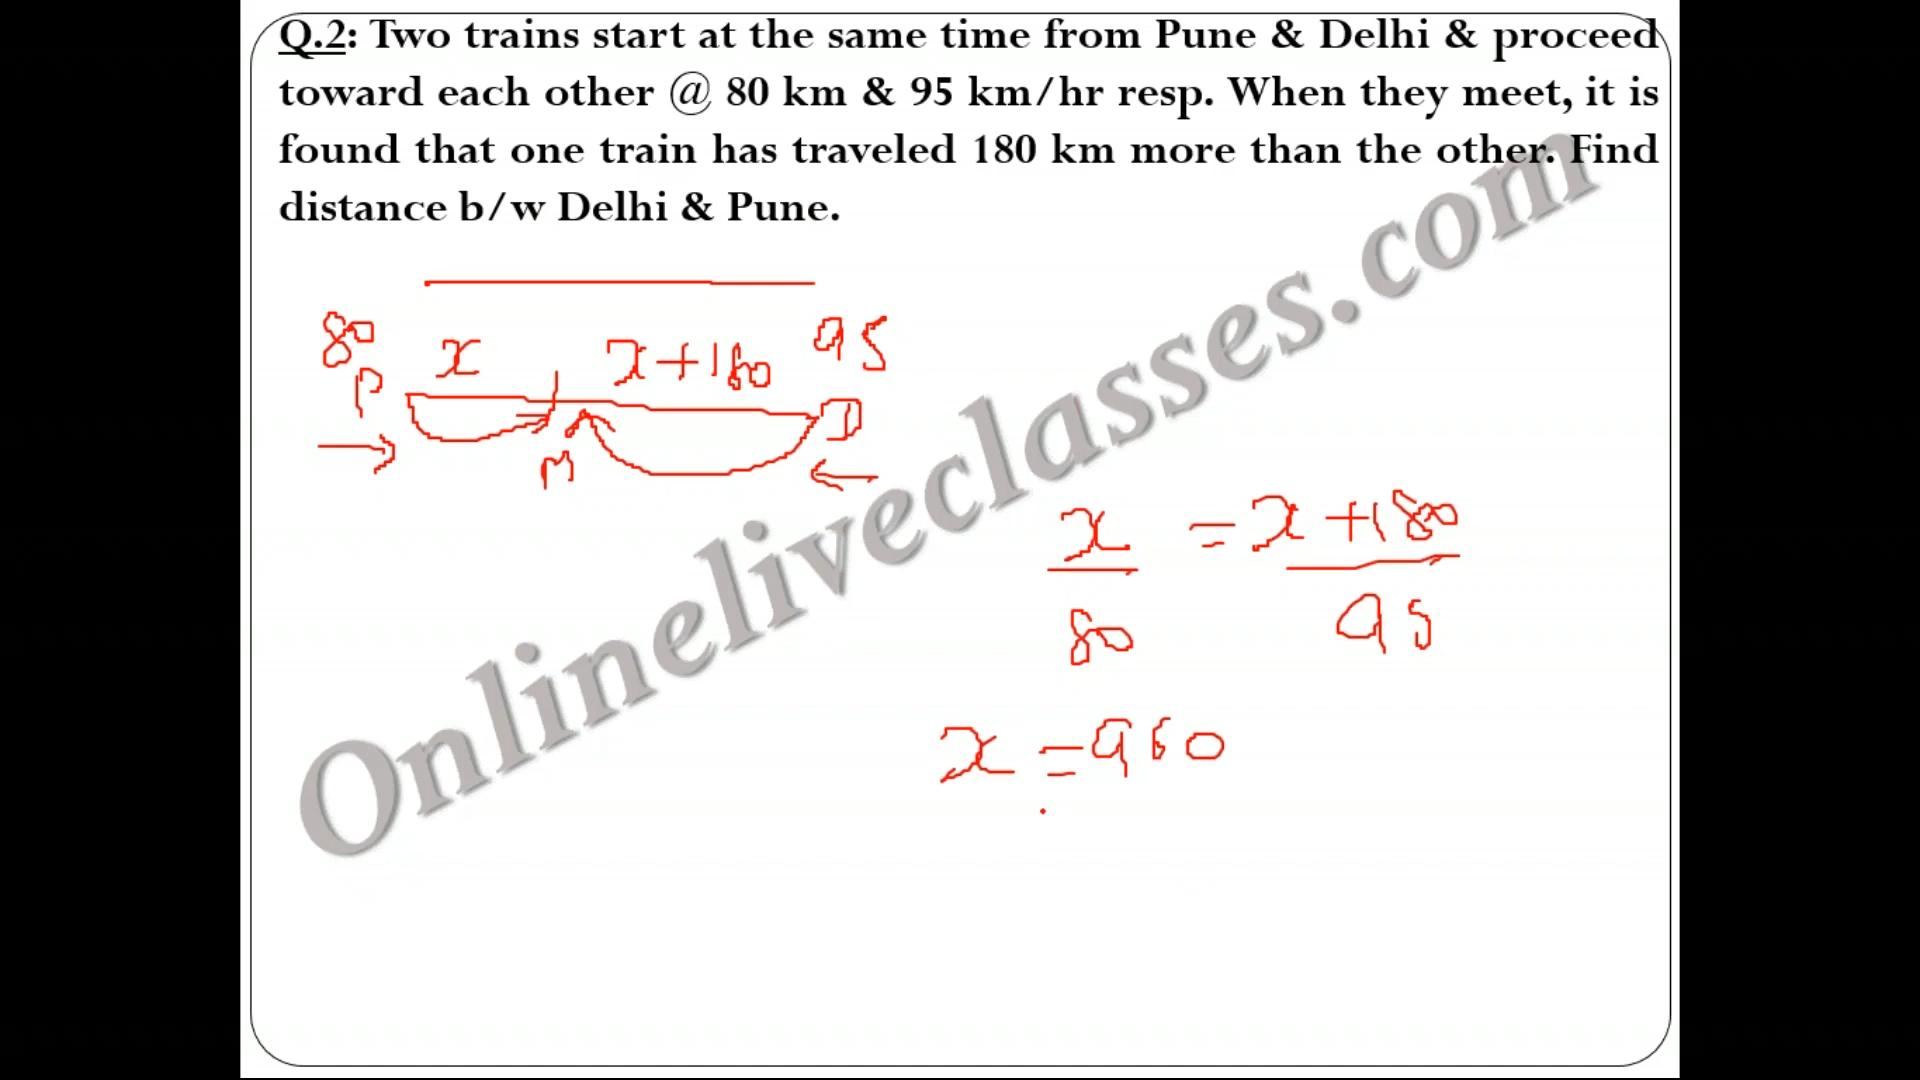 Q.2: Two trains start at the same time from Pune & Delhi & proceed
toward each other @ 80 km & 95 km/hr resp. When they meet, it is
found that one train has traveled 180 km more than the other. Find
distance b/w Delhi & Pune.
80 x x+180 95
P D
M
x = x+180
80 95
x = 960
Onlineliveclasses.com